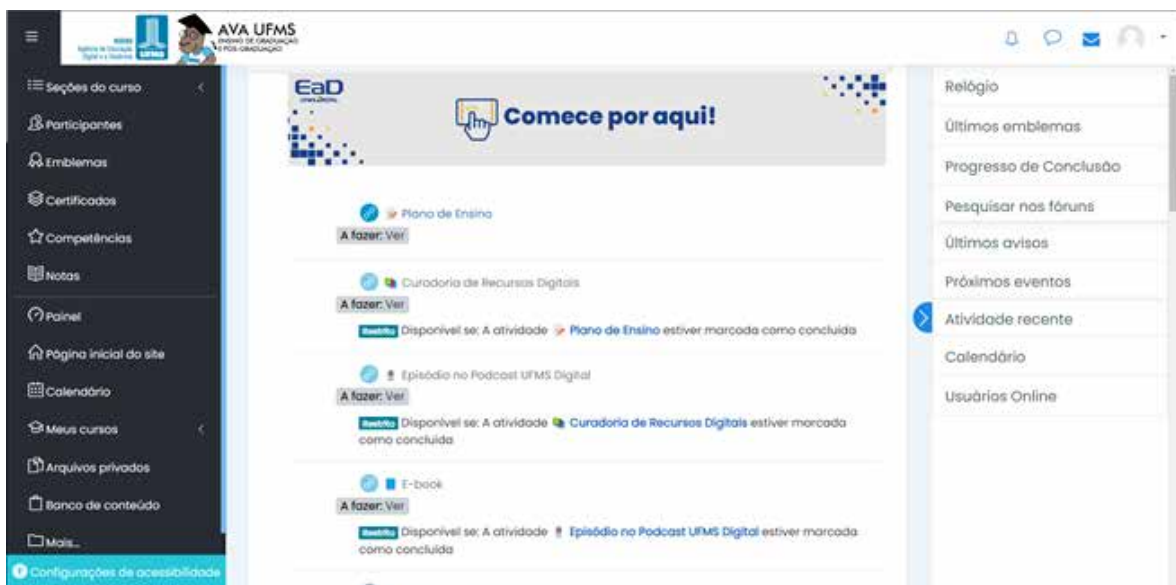 AVA UFMS
UFMS
Seções do curso
Participantes
Emblemas
Certificados
Competências
Notas
Painel
Página inicial do site
Calendário
Meus cursos
Arquivos privados
Banco de conteúdo
Mais...
Configurações de acessibilidade
EaD
Comece por aqui!
Plano de Ensino
A fazer: Ver
Curadoria de Recursos Digitais
A fazer: Ver
Restrito Disponível se: A atividade Plano de Ensino estiver marcada como concluída
Episódio no Podcast UFMS Digital
A fazer: Ver
Restrito Disponível se: A atividade Curadoria de Recursos Digitais estiver marcada
como concluída
E-book
A fazer: Ver
Restrito Disponível se: A atividade Episódio no Podcast UFMS Digital estiver marcada
como concluída
Relógio
Últimos emblemas
Progresso de Conclusão
Pesquisar nos fóruns
Últimos avisos
Próximos eventos
Atividade recente
Calendário
Usuários Online